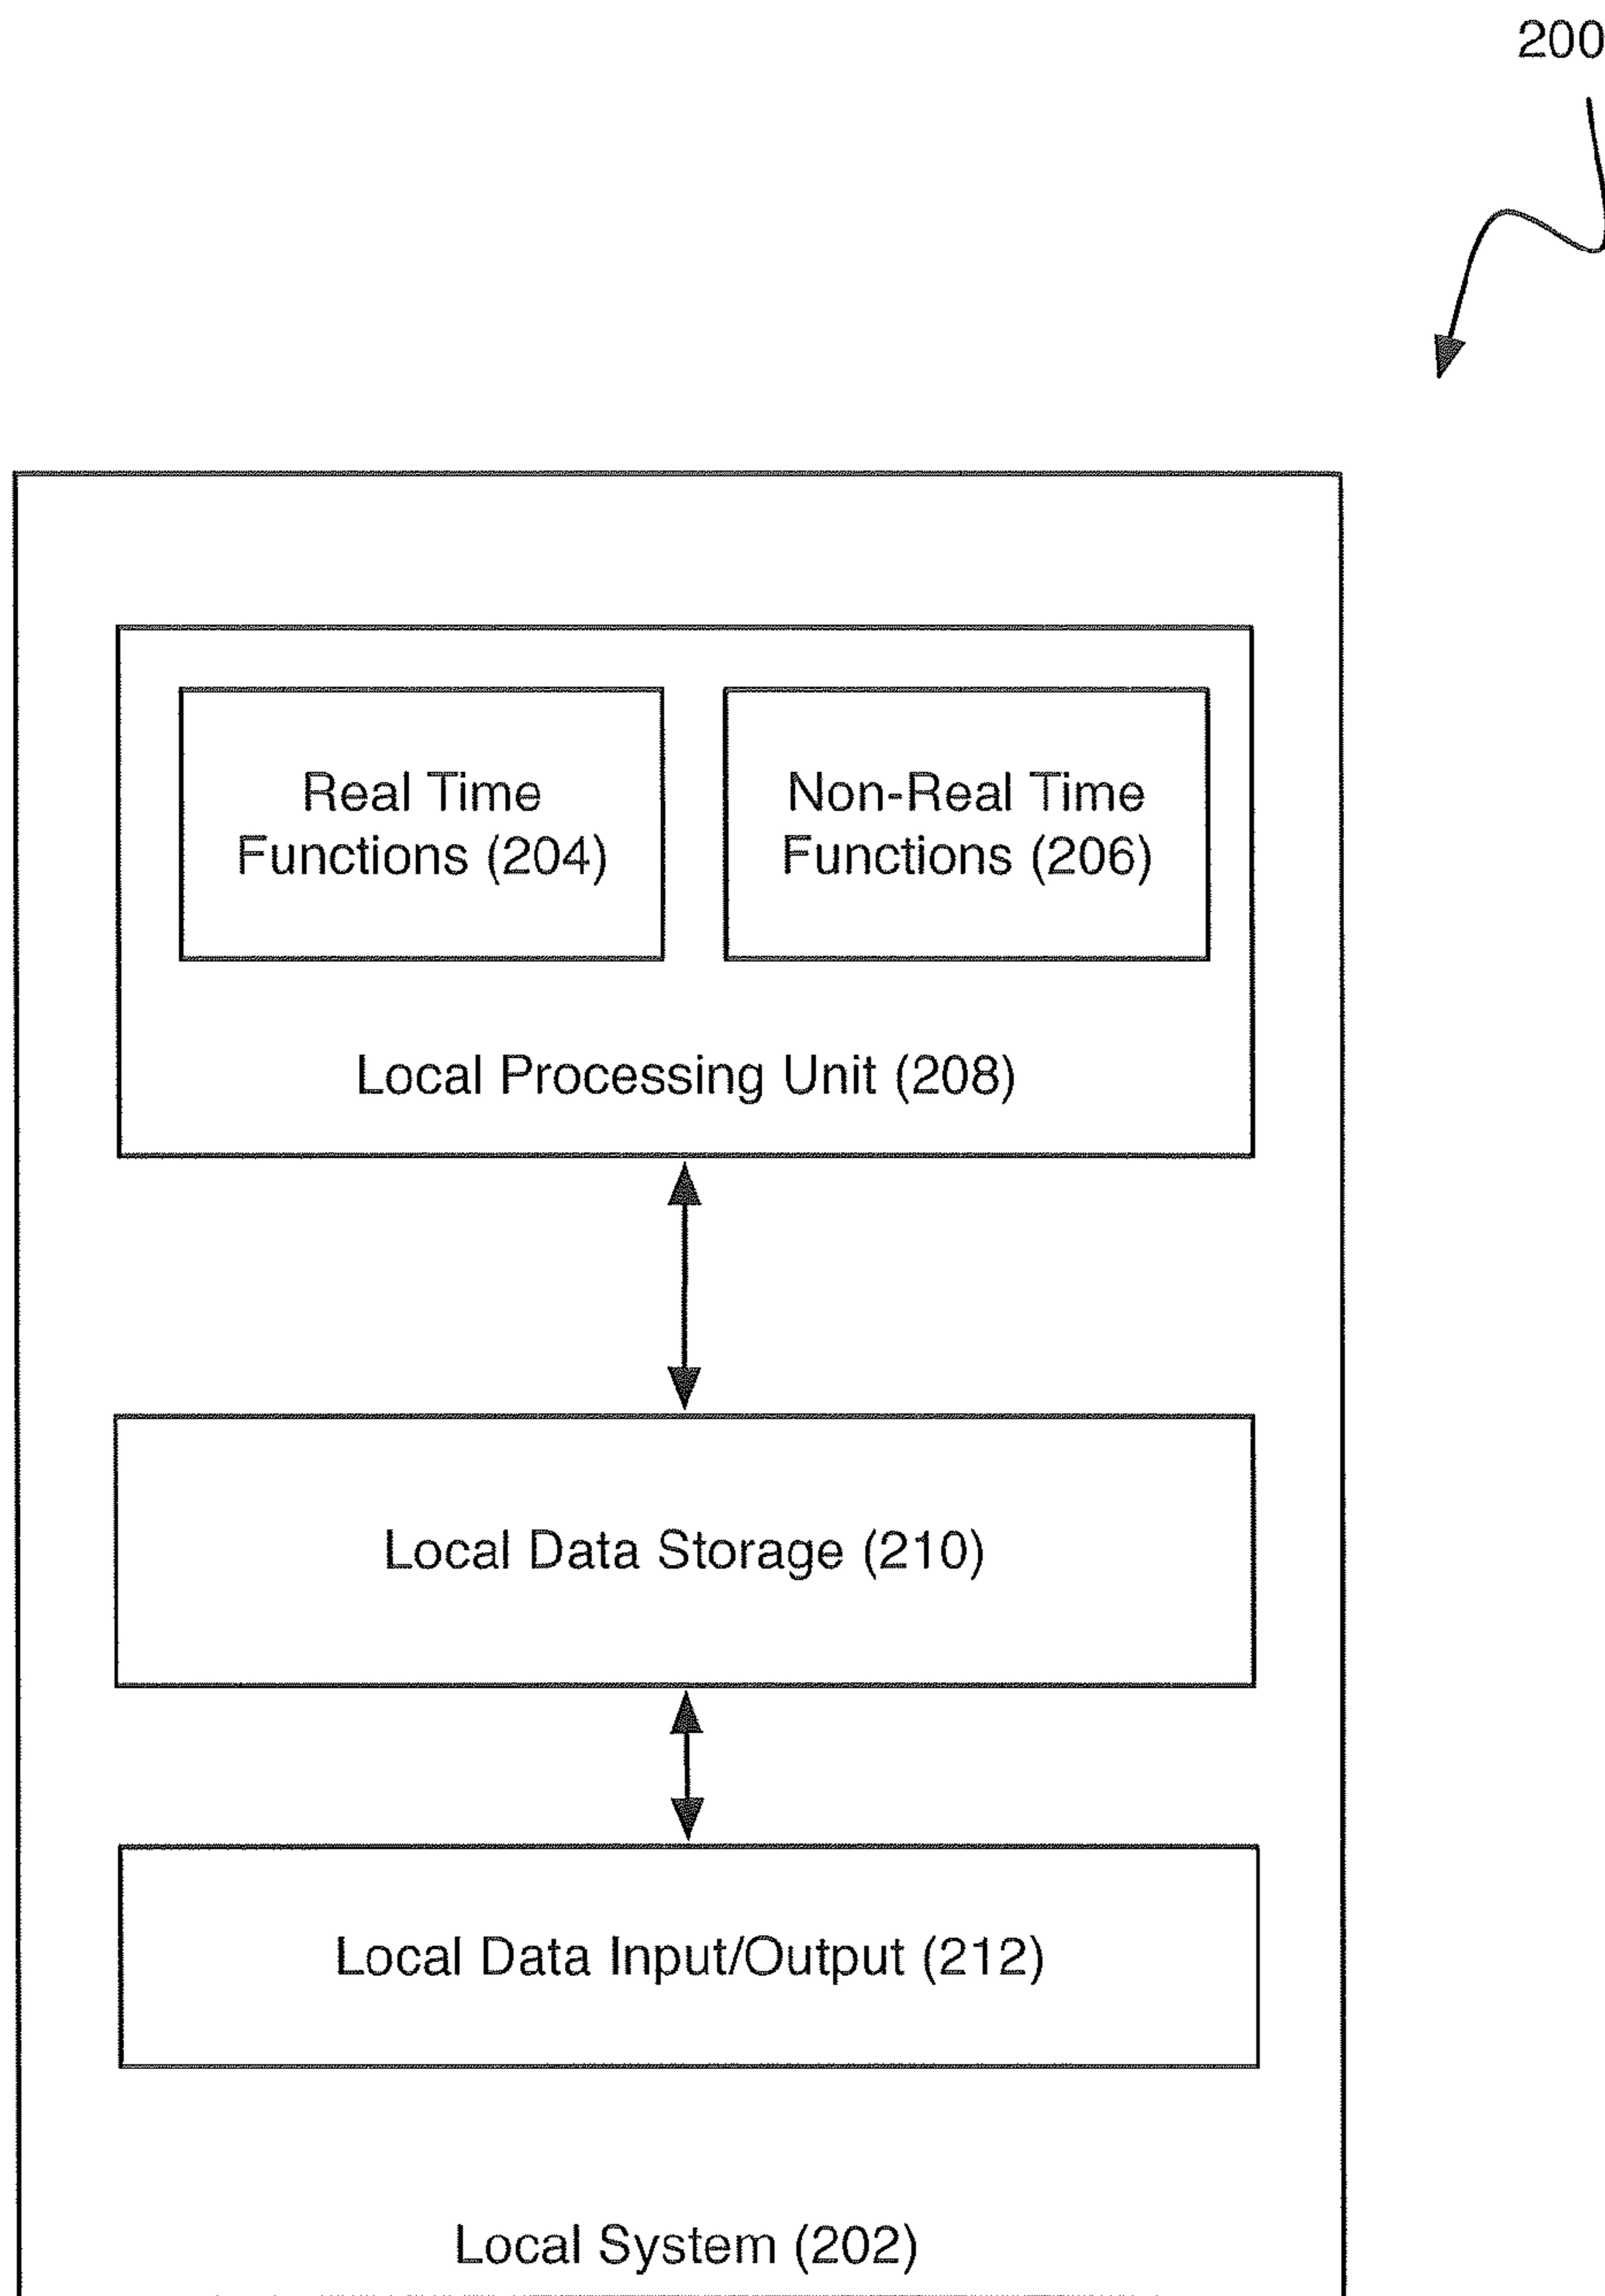 200
Real Time
Functions (204)
Non-Real Time
Functions (206)
Local Processing Unit (208)
Local Data Storage (210)
Local Data Input/Output (212)
Local System (202)